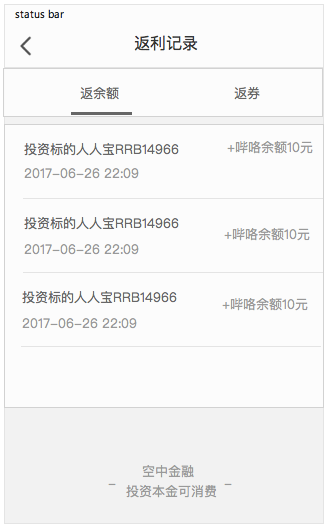 status bar
返利记录
返余额 返券
投资标的人人宝RRB14966 +哔咯余额10元
2017-06-26 22:09
投资标的人人宝RRB14966 +哔咯余额10元
2017-06-26 22:09
投资标的人人宝RRB14966 +哔咯余额10元
2017-06-26 22:09
空中金融
- 投资本金可消费 -